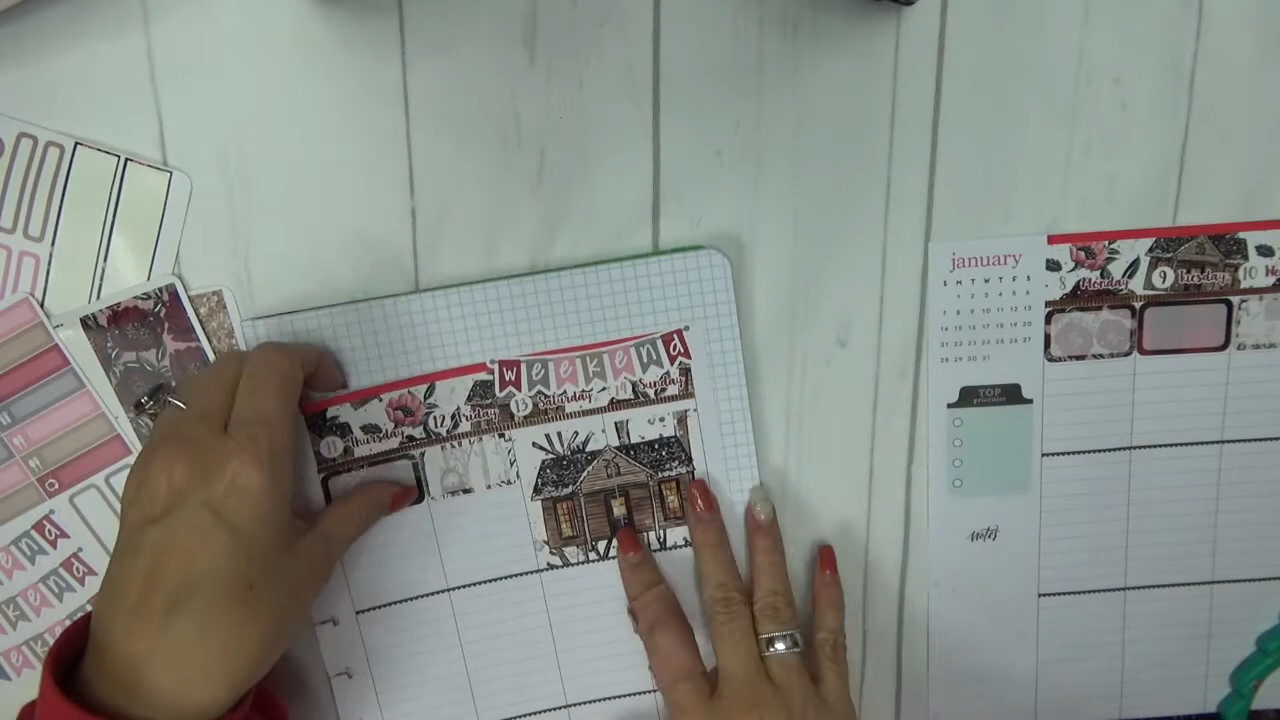 weekend
11 Thursday 12 Friday 13 Saturday 14 Sunday
january
S M T W T F S
1 2 3 4 5 6
7 8 9 10 11 12 13
14 15 16 17 18 19 20
21 22 23 24 25 26 27
28 29 30 31
8 Monday 9 Tuesday 10
TOP
priorities
notes